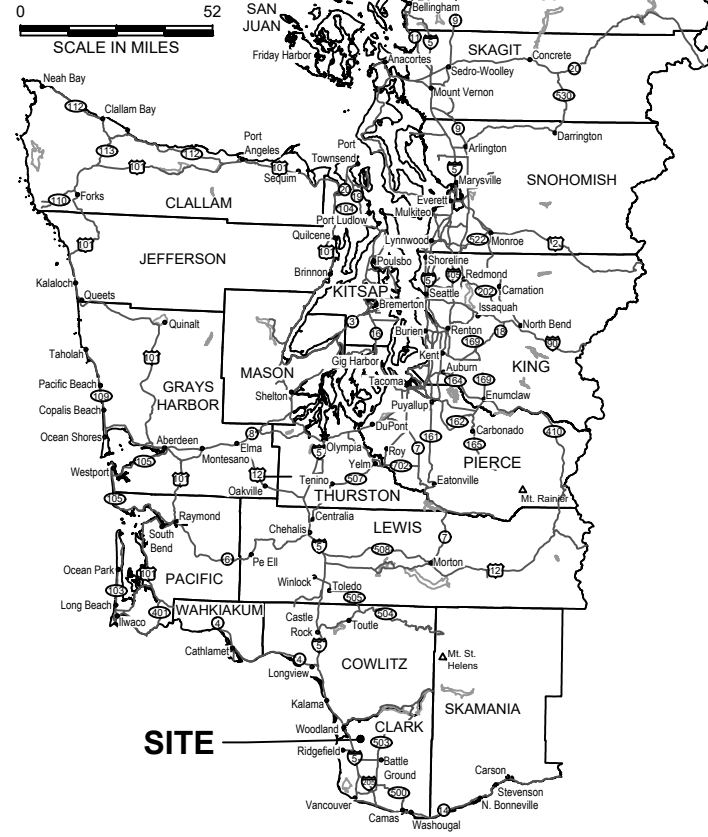 0 52
SCALE IN MILES
SAN
JUAN
Bellingham
9
11
5
SKAGIT
Friday Harbor
Anacortes
Concrete
Sedro-Woolley
20
Neah Bay
Mount Vernon
530
112
Clallam Bay
9
Darrington
113
112
Port
Angeles
Port
Townsend
Arlington
101
101
Sequim
5
Marysville
SNOHOMISH
110
Forks
CLALLAM
20
19
104
Everett
Mulkiteo
Port Ludlow
Quilcene
101
101
Lynnwood
522
Monroe
2
JEFFERSON
Poulsbo
Shoreline
Brinnon
5
405
Redmond
Kalaloch
KITSAP
Seattle
202
Carnation
Queets
Bremerton
Issaquah
Quinalt
3
16
Burien
Renton
18
North Bend
169
90
Taholah
101
Kent
Gig Harbor
MASON
Auburn
KING
Pacific Beach
GRAYS
HARBOR
Tacoma
164
169
109
Shelton
Enumclaw
Copalis Beach
Puyallup
162
DuPont
Carbonado
410
Ocean Shores
8
161
165
Aberdeen
Elma
Olympia
Roy
7
105
Montesano
5
Yelm
702
PIERCE
Westport
101
12
Tenino
507
Eatonville
Oakville
THURSTON
Mt. Rainier
105
Raymond
Centralia
South
Bend
Chehalis
LEWIS
7
6
Pe Ell
5
508
Morton
12
Ocean Park
101
PACIFIC
Winlock
Toledo
103
505
Long Beach
401
WAHKIAKUM
Castle
Rock
504
Ilwaco
4
Toutle
Cathlamet
5
4
COWLITZ
Mt. St.
Helens
Longview
Kalama
SKAMANIA
Woodland
CLARK
SITE
503
Ridgefield
5
Battle
Ground
205
Carson
500
Stevenson
Vancouver
14
N. Bonneville
Camas
Washougal